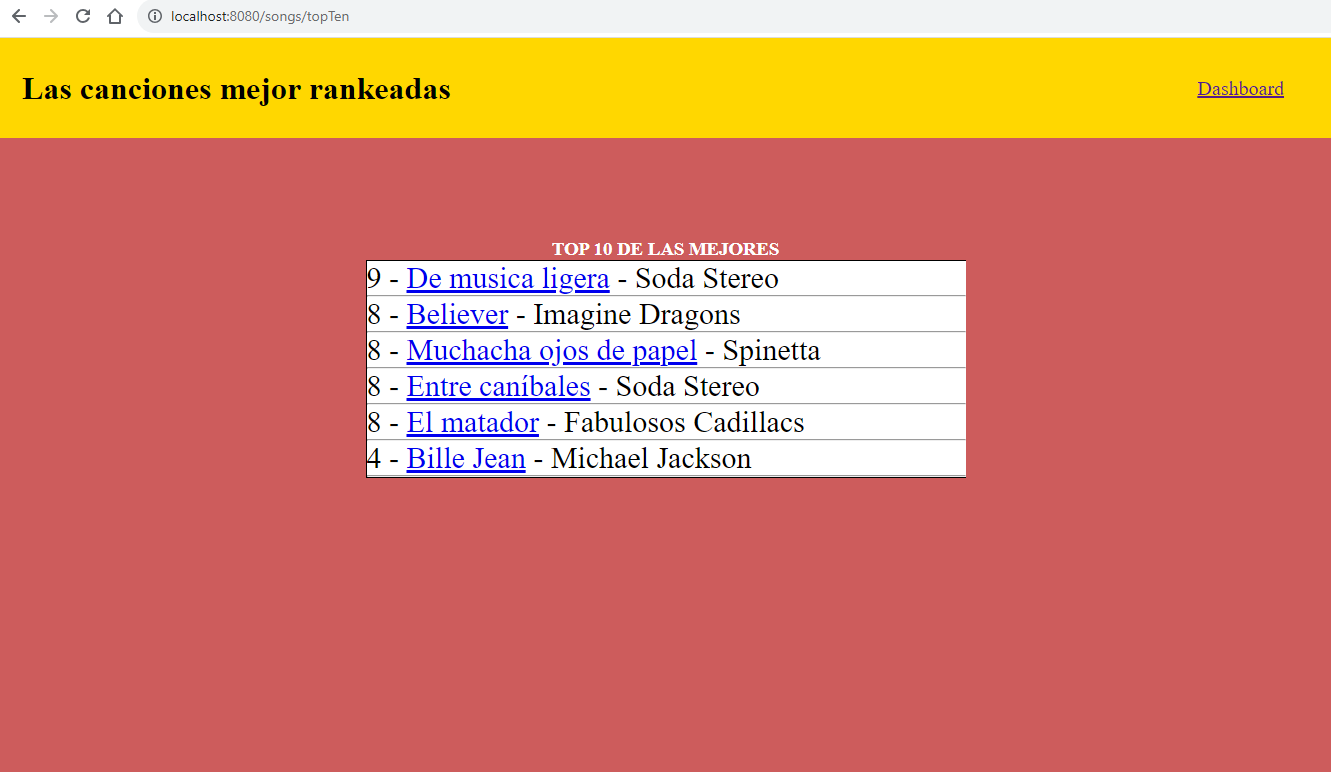 localhost:8080/songs/topTen
Las canciones mejor rankeadas
Dashboard
TOP 10 DE LAS MEJORES
9 - De musica ligera - Soda Stereo
8 - Believer - Imagine Dragons
8 - Muchacha ojos de papel - Spinetta
8 - Entre caníbales - Soda Stereo
8 - El matador - Fabulosos Cadillacs
4 - Bille Jean - Michael Jackson